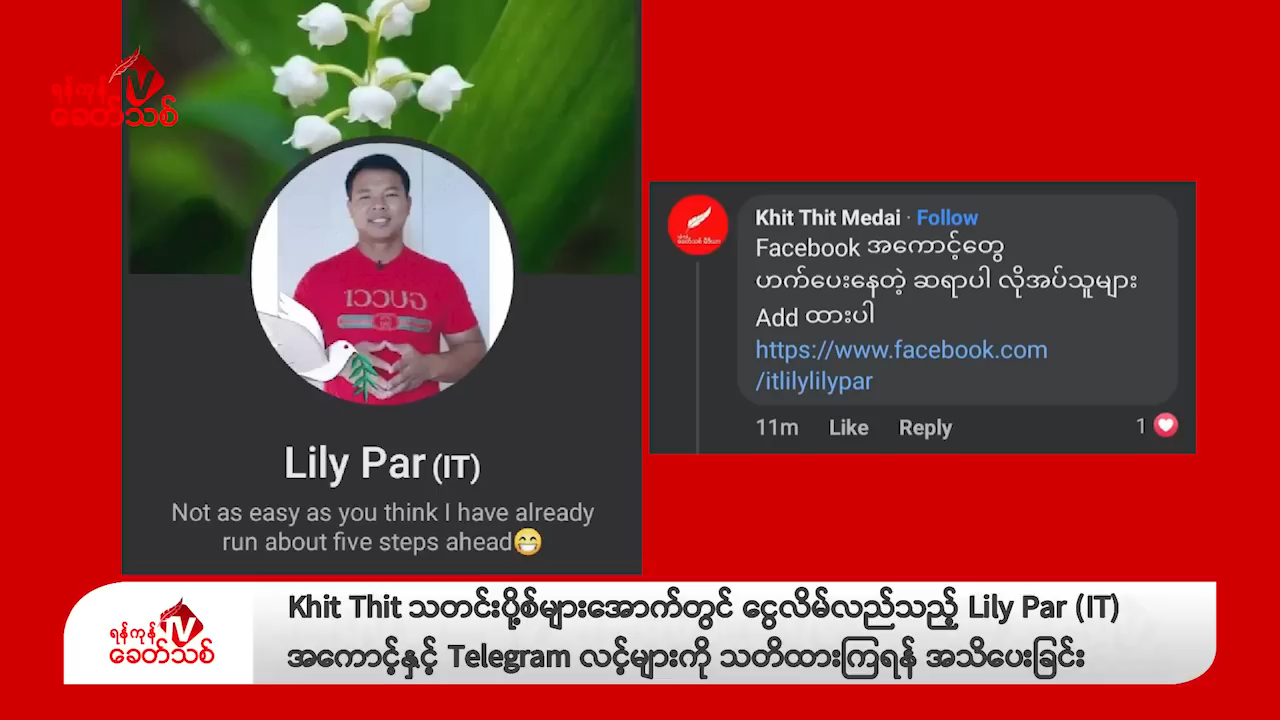 ရန်ကုန်
TV
ခေတ်သစ်
Lily Par (IT)
Not as easy as you think I have already
run about five steps ahead😁
Khit Thit Medai · Follow
Facebook အကောင့်တွေ
ဟက်ပေးနေတဲ့ ဆရာပါ လိုအပ်သူများ
Add ထားပါ
https://www.facebook.com
/itlilylilypar
11m Like Reply 1
Khit Thit သတင်းပို့စ်များအောက်တွင် ငွေလိမ်လည်သည့် Lily Par (IT)
အကောင့်နှင့် Telegram လင့်များကို သတိထားကြရန် အသိပေးခြင်း
ရန်ကုန်
TV
ခေတ်သစ်